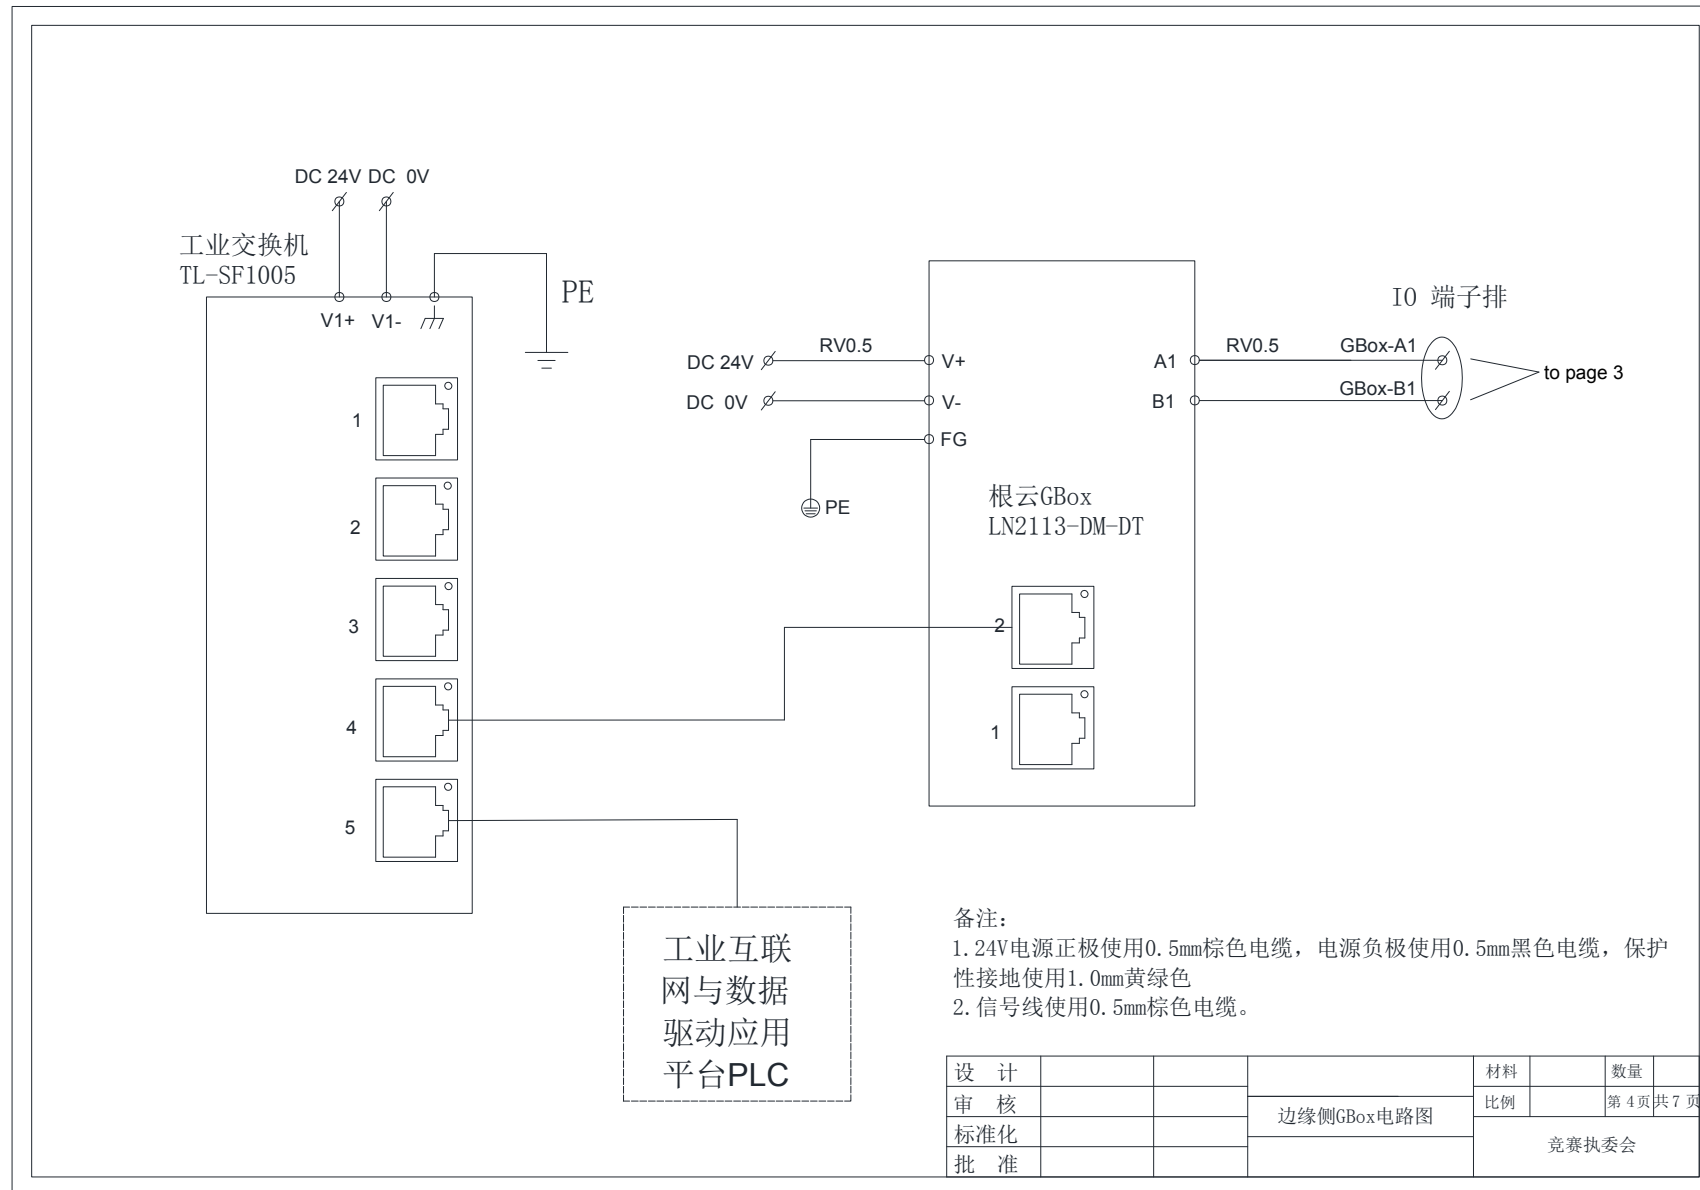 DC 24V DC 0V
工业交换机
TL-SF1005
PE
V1+ V1-
1
2
3
4
5
DC 24V RV0.5 V+
DC 0V V-
FG
PE
A1 RV0.5 GBox-A1
B1 GBox-B1
IO 端子排
to page 3
根云GBox
LN2113-DM-DT
2
1
工业互联
网与数据
驱动应用
平台PLC
备注:
1.24V电源正极使用0.5mm棕色电缆，电源负极使用0.5mm黑色电缆，保护
性接地使用1.0mm黄绿色
2.信号线使用0.5mm棕色电缆。
设 计
审 核
标准化
批 准
边缘侧GBox电路图
材料 数量
比例 第 4页 共 7 页
竞赛执委会